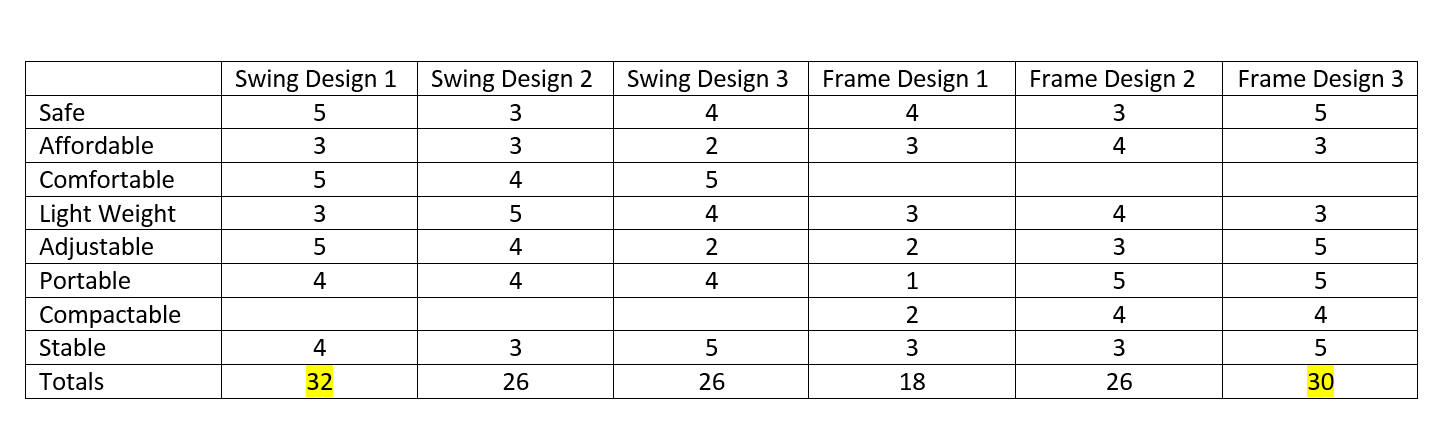 Swing Design 1 Swing Design 2 Swing Design 3 Frame Design 1 Frame Design 2 Frame Design 3
Safe 5 3 4 4 3 5
Affordable 3 3 2 3 4 3
Comfortable 5 4 5
Light Weight 3 5 4 3 4 3
Adjustable 5 4 2 2 3 5
Portable 4 4 4 1 5 5
Compactable 2 4 4
Stable 4 3 5 3 3 5
Totals 32 26 26 18 26 30